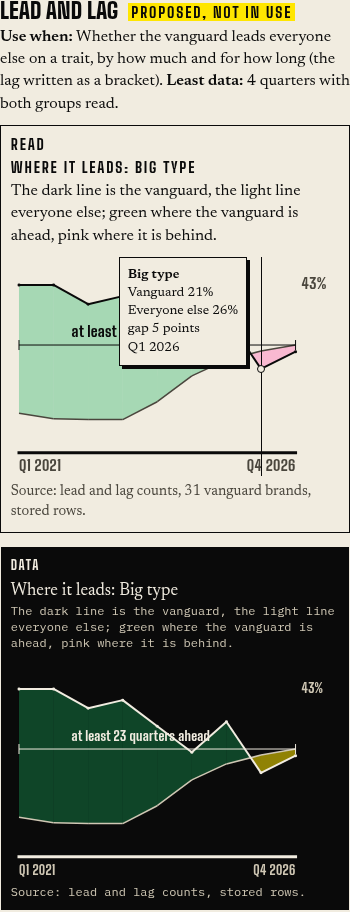 LEAD AND LAG PROPOSED, NOT IN USE
Use when: Whether the vanguard leads everyone
else on a trait, by how much and for how long (the
lag written as a bracket). Least data: 4 quarters with
both groups read.
READ
WHERE IT LEADS: BIG TYPE
The dark line is the vanguard, the light line
everyone else; green where the vanguard is
ahead, pink where it is behind.
Big type
Vanguard 21%
Everyone else 26%
gap 5 points
Q1 2026
43%
at least
Q1 2021 Q4 2026
Source: lead and lag counts, 31 vanguard brands,
stored rows.
DATA
Where it leads: Big type
The dark line is the vanguard, the light line
everyone else; green where the vanguard is
ahead, pink where it is behind.
43%
at least 23 quarters ahead
Q1 2021 Q4 2026
Source: lead and lag counts, stored rows.